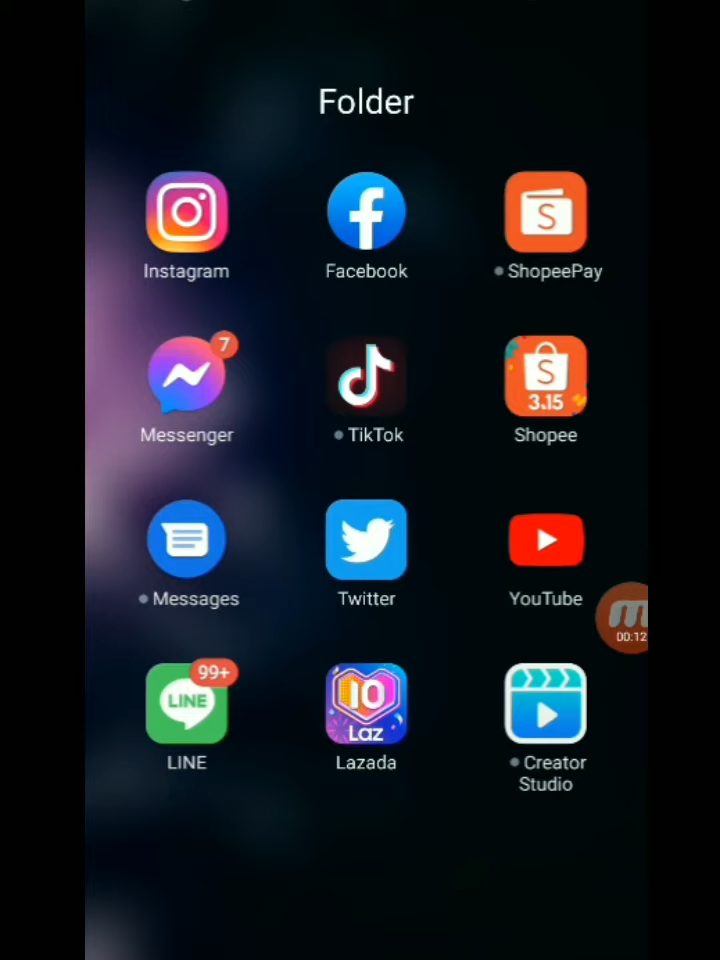 Folder
Instagram
Facebook
ShopeePay
7
Messenger
TikTok
S
3.15
Shopee
Messages
Twitter
YouTube
00:12
99+
LINE
LINE
10
Laz
Lazada
Creator
Studio